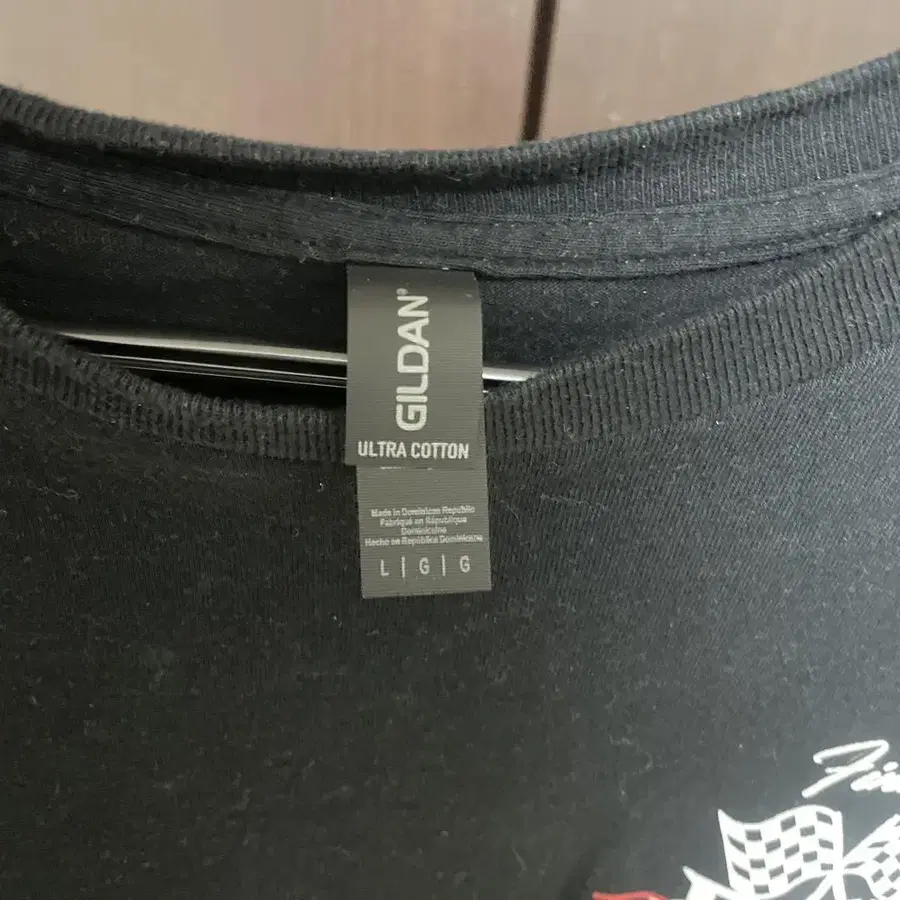 GILDAN®
ULTRA COTTON
Made in Dominican Republic
Fabriqué en République
Dominicaine
Hecho en República Dominicana
L | G | G